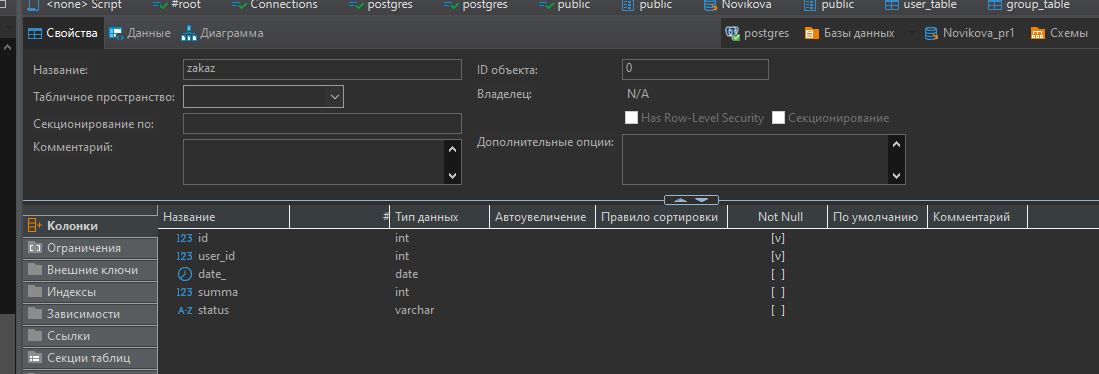 <none> Script #root Connections postgres postgres public public Novikova public user_table group_table
Свойства Данные Диаграмма postgres Базы данных Novikova_pr1 Схемы
Название: zakaz ID объекта: 0
Табличное пространство: Владелец: N/A
Секционирование по: Has Row-Level Security Секционирование
Комментарий: Дополнительные опции:
Колонки
Ограничения
Внешние ключи
Индексы
Зависимости
Ссылки
Секции таблиц
Название # Тип данных Автоувеличение Правило сортировки Not Null По умолчанию Комментарий
123 id int [v]
123 user_id int [v]
date_ date [ ]
123 summa int [ ]
A-Z status varchar [ ]